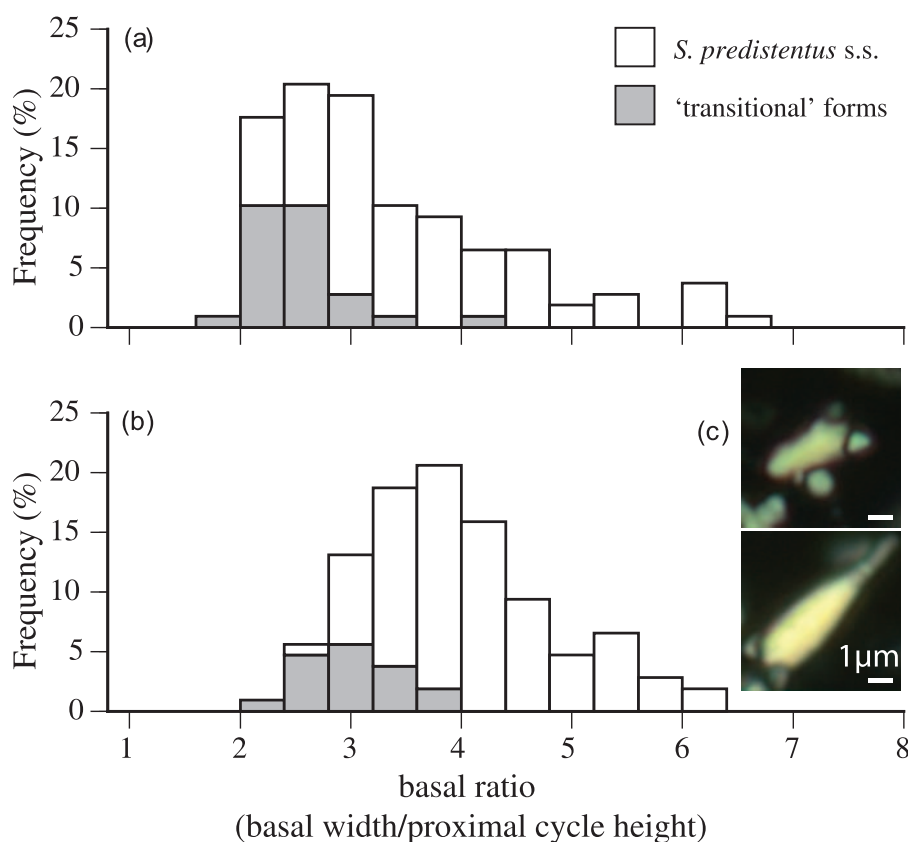 (a)
S. predistentus s.s.
'transitional' forms
Frequency (%)
25
20
15
10
5
0
(b)
(c)
Frequency (%)
25
20
15
10
5
0
1μm
1 2 3 4 5 6 7 8
basal ratio
(basal width/proximal cycle height)